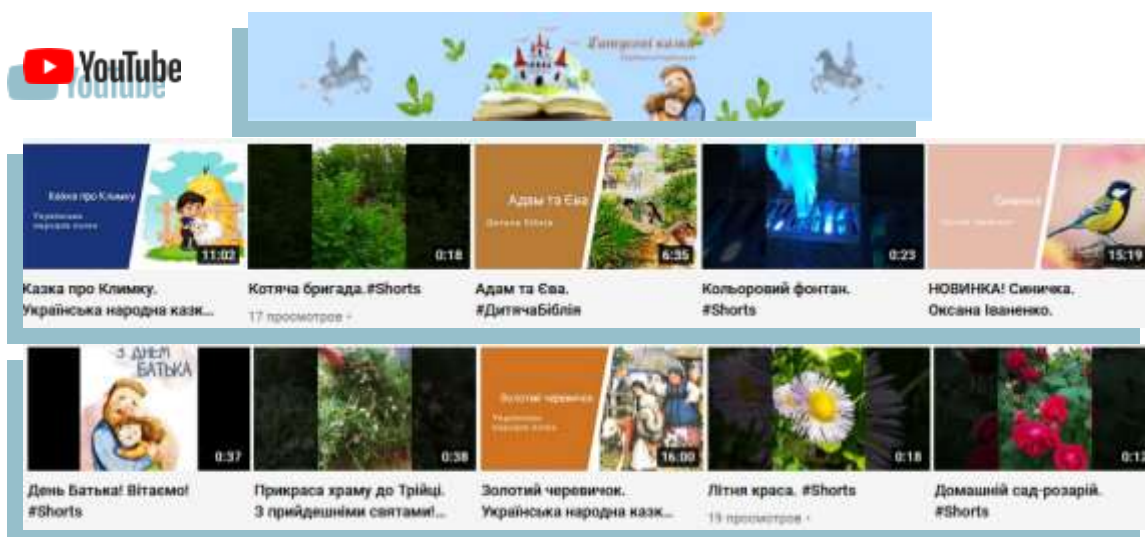 YouTube
YouTube
казки
Казка про Климку
Українська
народна казка
11:02
0:18
Адам та Єва
Дитяча Біблія
6:35
0:23
15:19
Казка про Климку.
Українська народна казк...
Котяча бригада.#Shorts
17 просмотров •
Адам та Єва.
#ДитячаБіблія
Кольоровий фонтан.
#Shorts
НОВИНКА! Синичка.
Оксана Іваненко.
З ДНЕМ
БАТЬКА
0:37
0:38
Золотий черевичок
Українська
народна казка
16:00
0:18
0:12
День Батька! Вітаємо!
#Shorts
Прикраса храму до Трійці.
З прийдешніми святами!...
Золотий черевичок.
Українська народна казк...
Літня краса. #Shorts
19 просмотров •
Домашній сад-розарій.
#Shorts